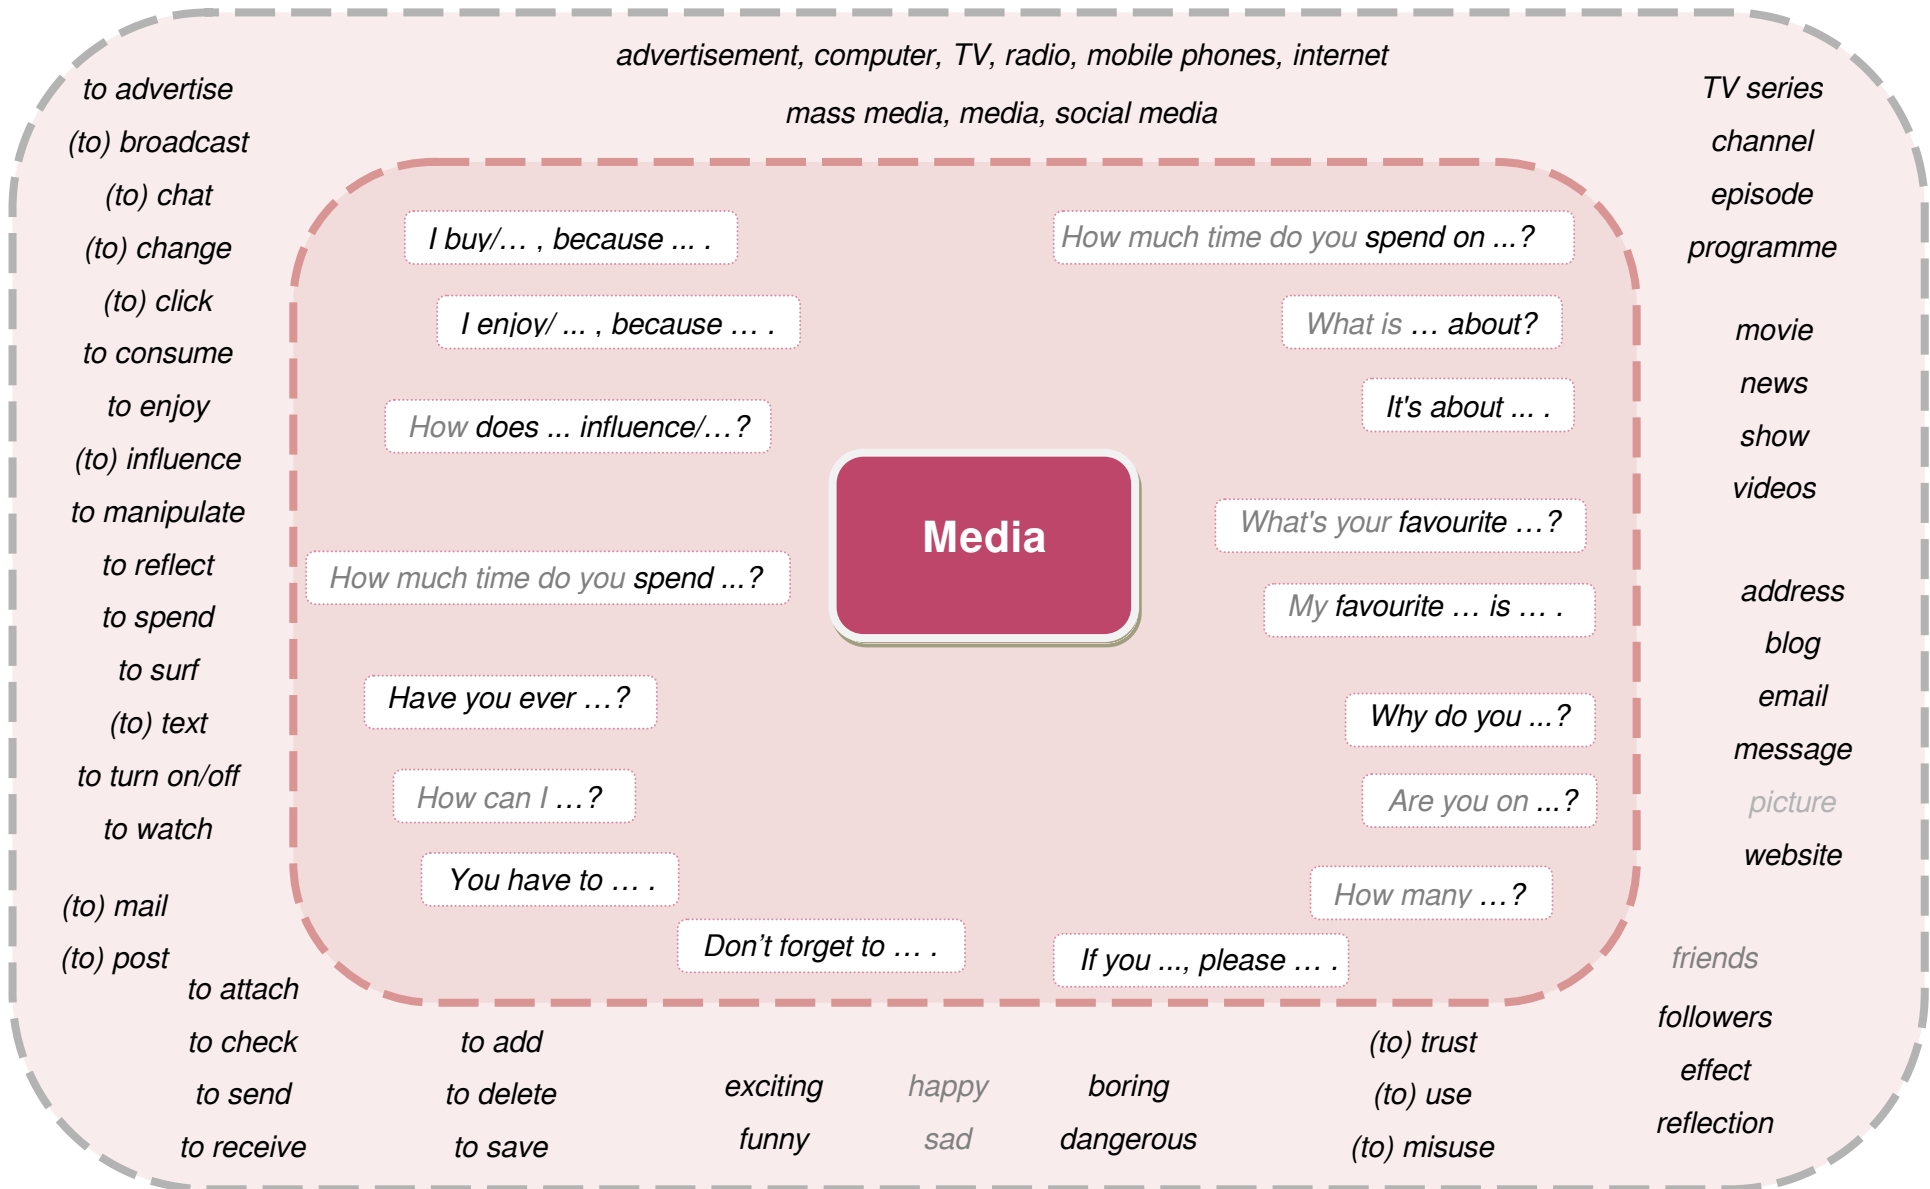 advertisement, computer, TV, radio, mobile phones, internet
mass media, media, social media
to advertise
(to) broadcast
(to) chat
(to) change
(to) click
to consume
to enjoy
(to) influence
to manipulate
to reflect
to spend
to surf
(to) text
to turn on/off
to watch
(to) mail
(to) post
to attach
to check
to send
to receive
to add
to delete
to save
I buy/… , because ... .
I enjoy/ ... , because … .
How does ... influence/…?
How much time do you spend ...?
Have you ever …?
How can I …?
You have to … .
Don’t forget to … .
Media
How much time do you spend on ...?
What is … about?
It's about ... .
What's your favourite …?
My favourite … is … .
Why do you ...?
Are you on ...?
How many …?
If you ..., please … .
exciting
funny
happy
sad
boring
dangerous
(to) trust
(to) use
(to) misuse
TV series
channel
episode
programme
movie
news
show
videos
address
blog
email
message
picture
website
friends
followers
effect
reflection